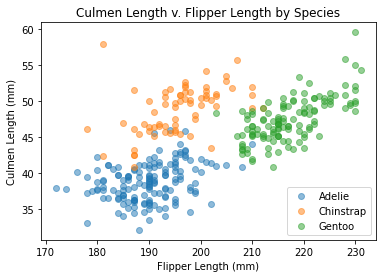 Culmen Length v. Flipper Length by Species
Culmen Length (mm)
60
55
50
45
40
35
170
180
190
200
210
220
230
Flipper Length (mm)
Adelie
Chinstrap
Gentoo